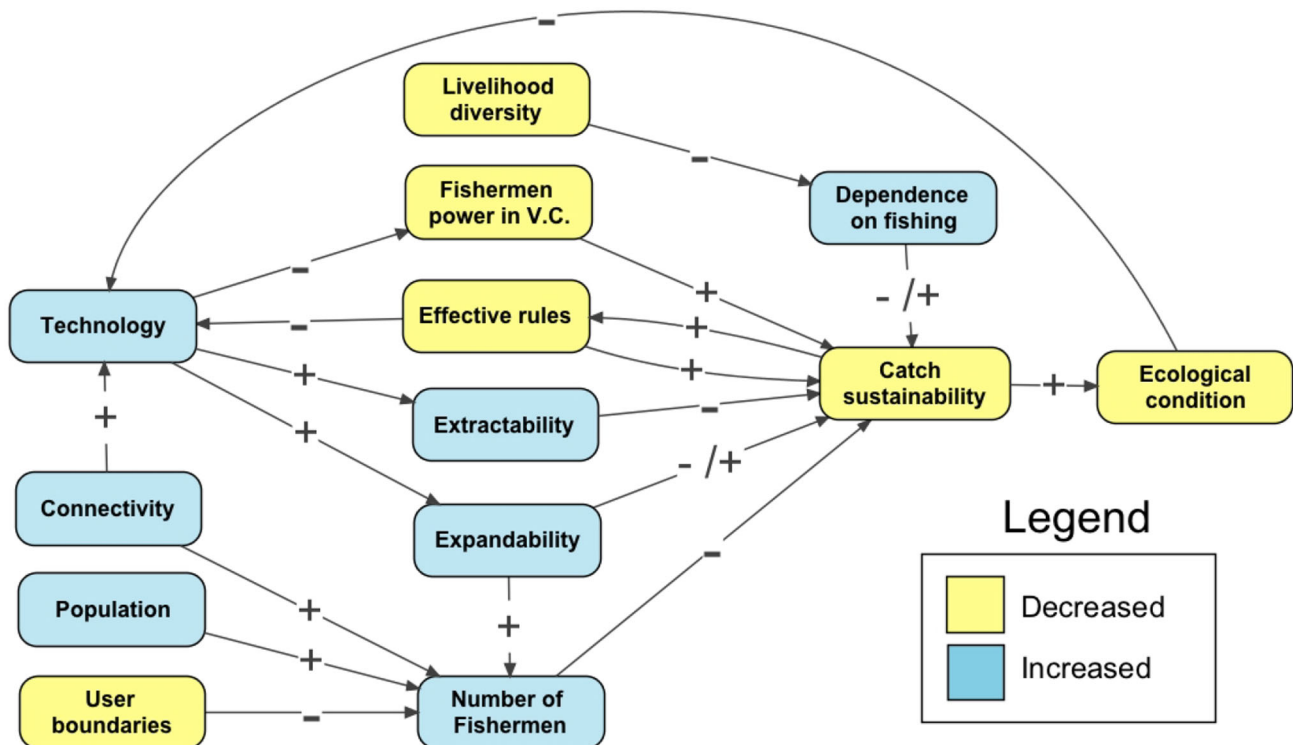 -
Livelihood
diversity
-
Fishermen
power in V.C.
Dependence
on fishing
-
+
- /+
Technology
-
Effective rules
+
+
+
Catch
sustainability
+
Ecological
condition
+
Extractability
-
+
+
- /+
Connectivity
Expandability
-
Legend
Population
+
+
+
Decreased
Increased
User
boundaries
-
Number of
Fishermen